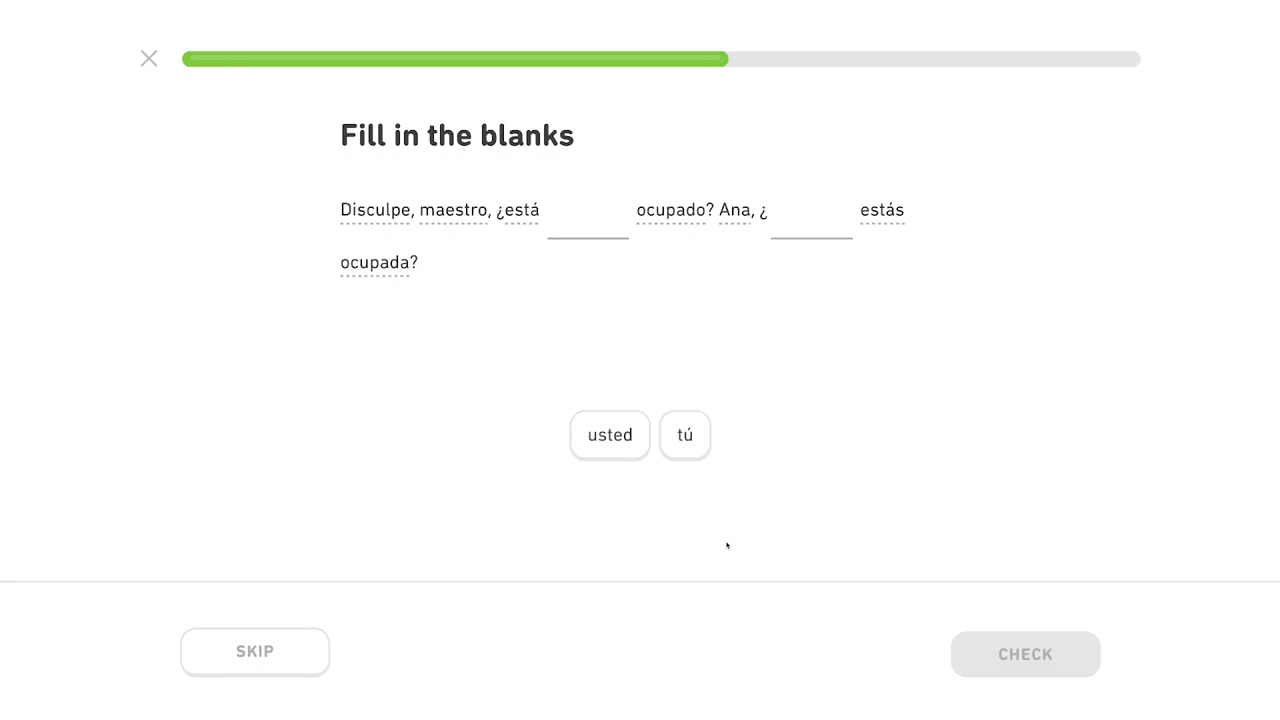 Fill in the blanks
Disculpe, maestro, ¿está ocupado? Ana, ¿ estás
ocupada?
usted tú
SKIP CHECK